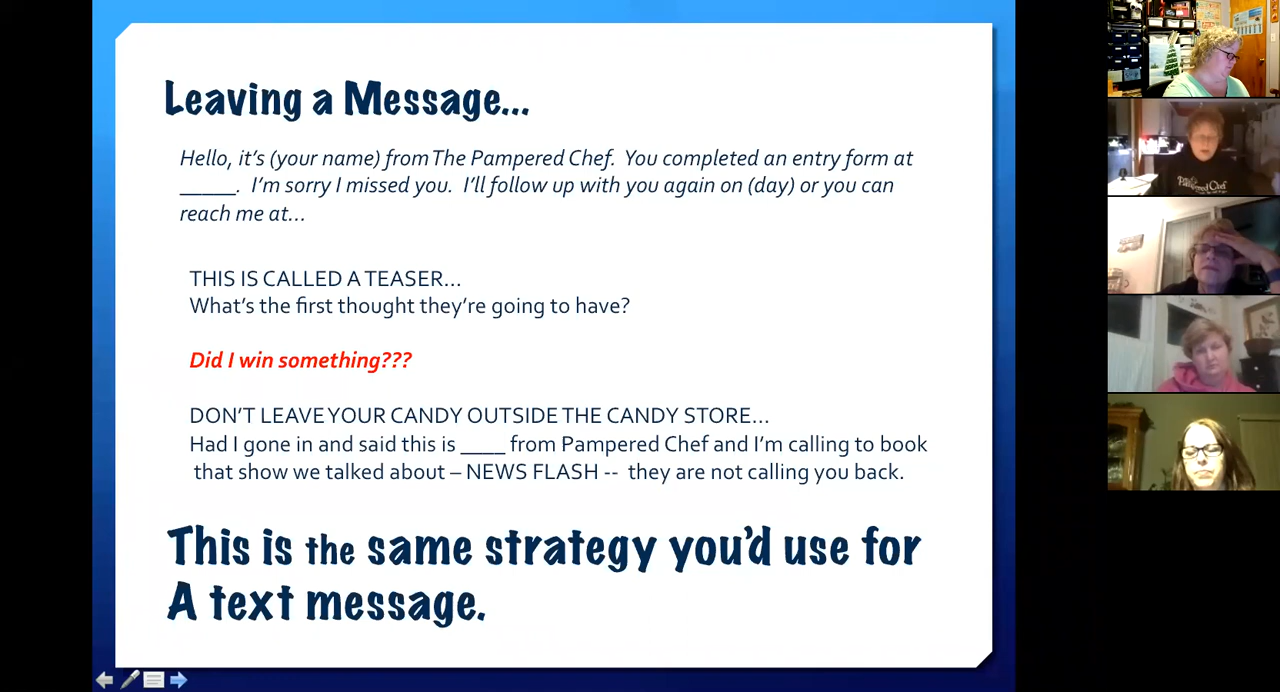 Leaving a Message...
Hello, it's (your name) from The Pampered Chef. You completed an entry form at
_____. I'm sorry I missed you. I'll follow up with you again on (day) or you can
reach me at...
THIS IS CALLED A TEASER...
What's the first thought they're going to have?
Did I win something???
DON'T LEAVE YOUR CANDY OUTSIDE THE CANDY STORE...
Had I gone in and said this is ____ from Pampered Chef and I'm calling to book
that show we talked about – NEWS FLASH -- they are not calling you back.
This is the same strategy you'd use for
A text message.
Pampered Chef